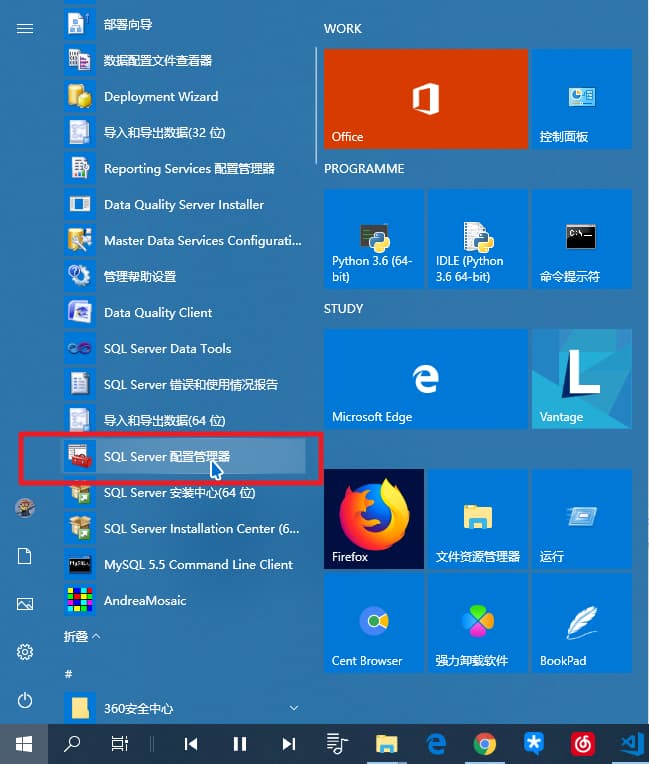 部署向导
数据配置文件查看器
Deployment Wizard
导入和导出数据(32 位)
Reporting Services 配置管理器
Data Quality Server Installer
Master Data Services Configurati...
管理帮助设置
Data Quality Client
SQL Server Data Tools
SQL Server 错误和使用情况报告
导入和导出数据(64 位)
SQL Server 配置管理器
SQL Server 安装中心(64 位)
SQL Server Installation Center (6...
MySQL 5.5 Command Line Client
AndreaMosaic
折叠
#
360安全中心
WORK
Office
控制面板
PROGRAMME
Python 3.6 (64-
bit)
IDLE (Python
3.6 64-bit)
C:\_
命令提示符
STUDY
Microsoft Edge
L
Vantage
Firefox
文件资源管理器
运行
Cent Browser
强力卸载软件
BookPad